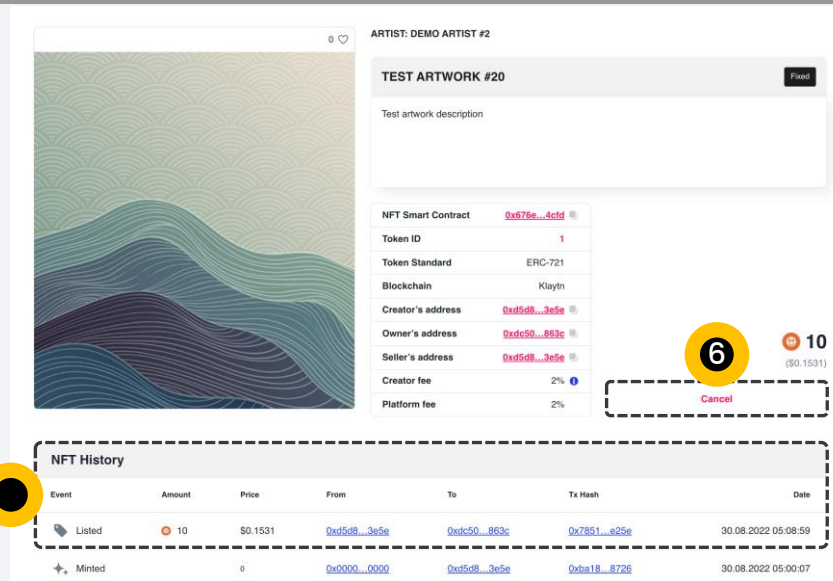 0
ARTIST: DEMO ARTIST #2
TEST ARTWORK #20
Fixed
Test artwork description
NFT Smart Contract 0x676e...4cfd
Token ID 1
Token Standard ERC-721
Blockchain Klaytn
Creator's address 0xd5d8...3e5e
Owner's address 0xdc50...863c
Seller's address 0xd5d8...3e5e
Creator fee 2%
Platform fee 2%
10
($0.1531)
6
Cancel
NFT History
Event Amount Price From To Tx Hash Date
Listed 10 $0.1531 0xd5d8...3e5e 0xdc50...863c 0x7851...e25e 30.08.2022 05:08:59
Minted 0 0x0000...0000 0xd5d8...3e5e 0xba18...8726 30.08.2022 05:00:07